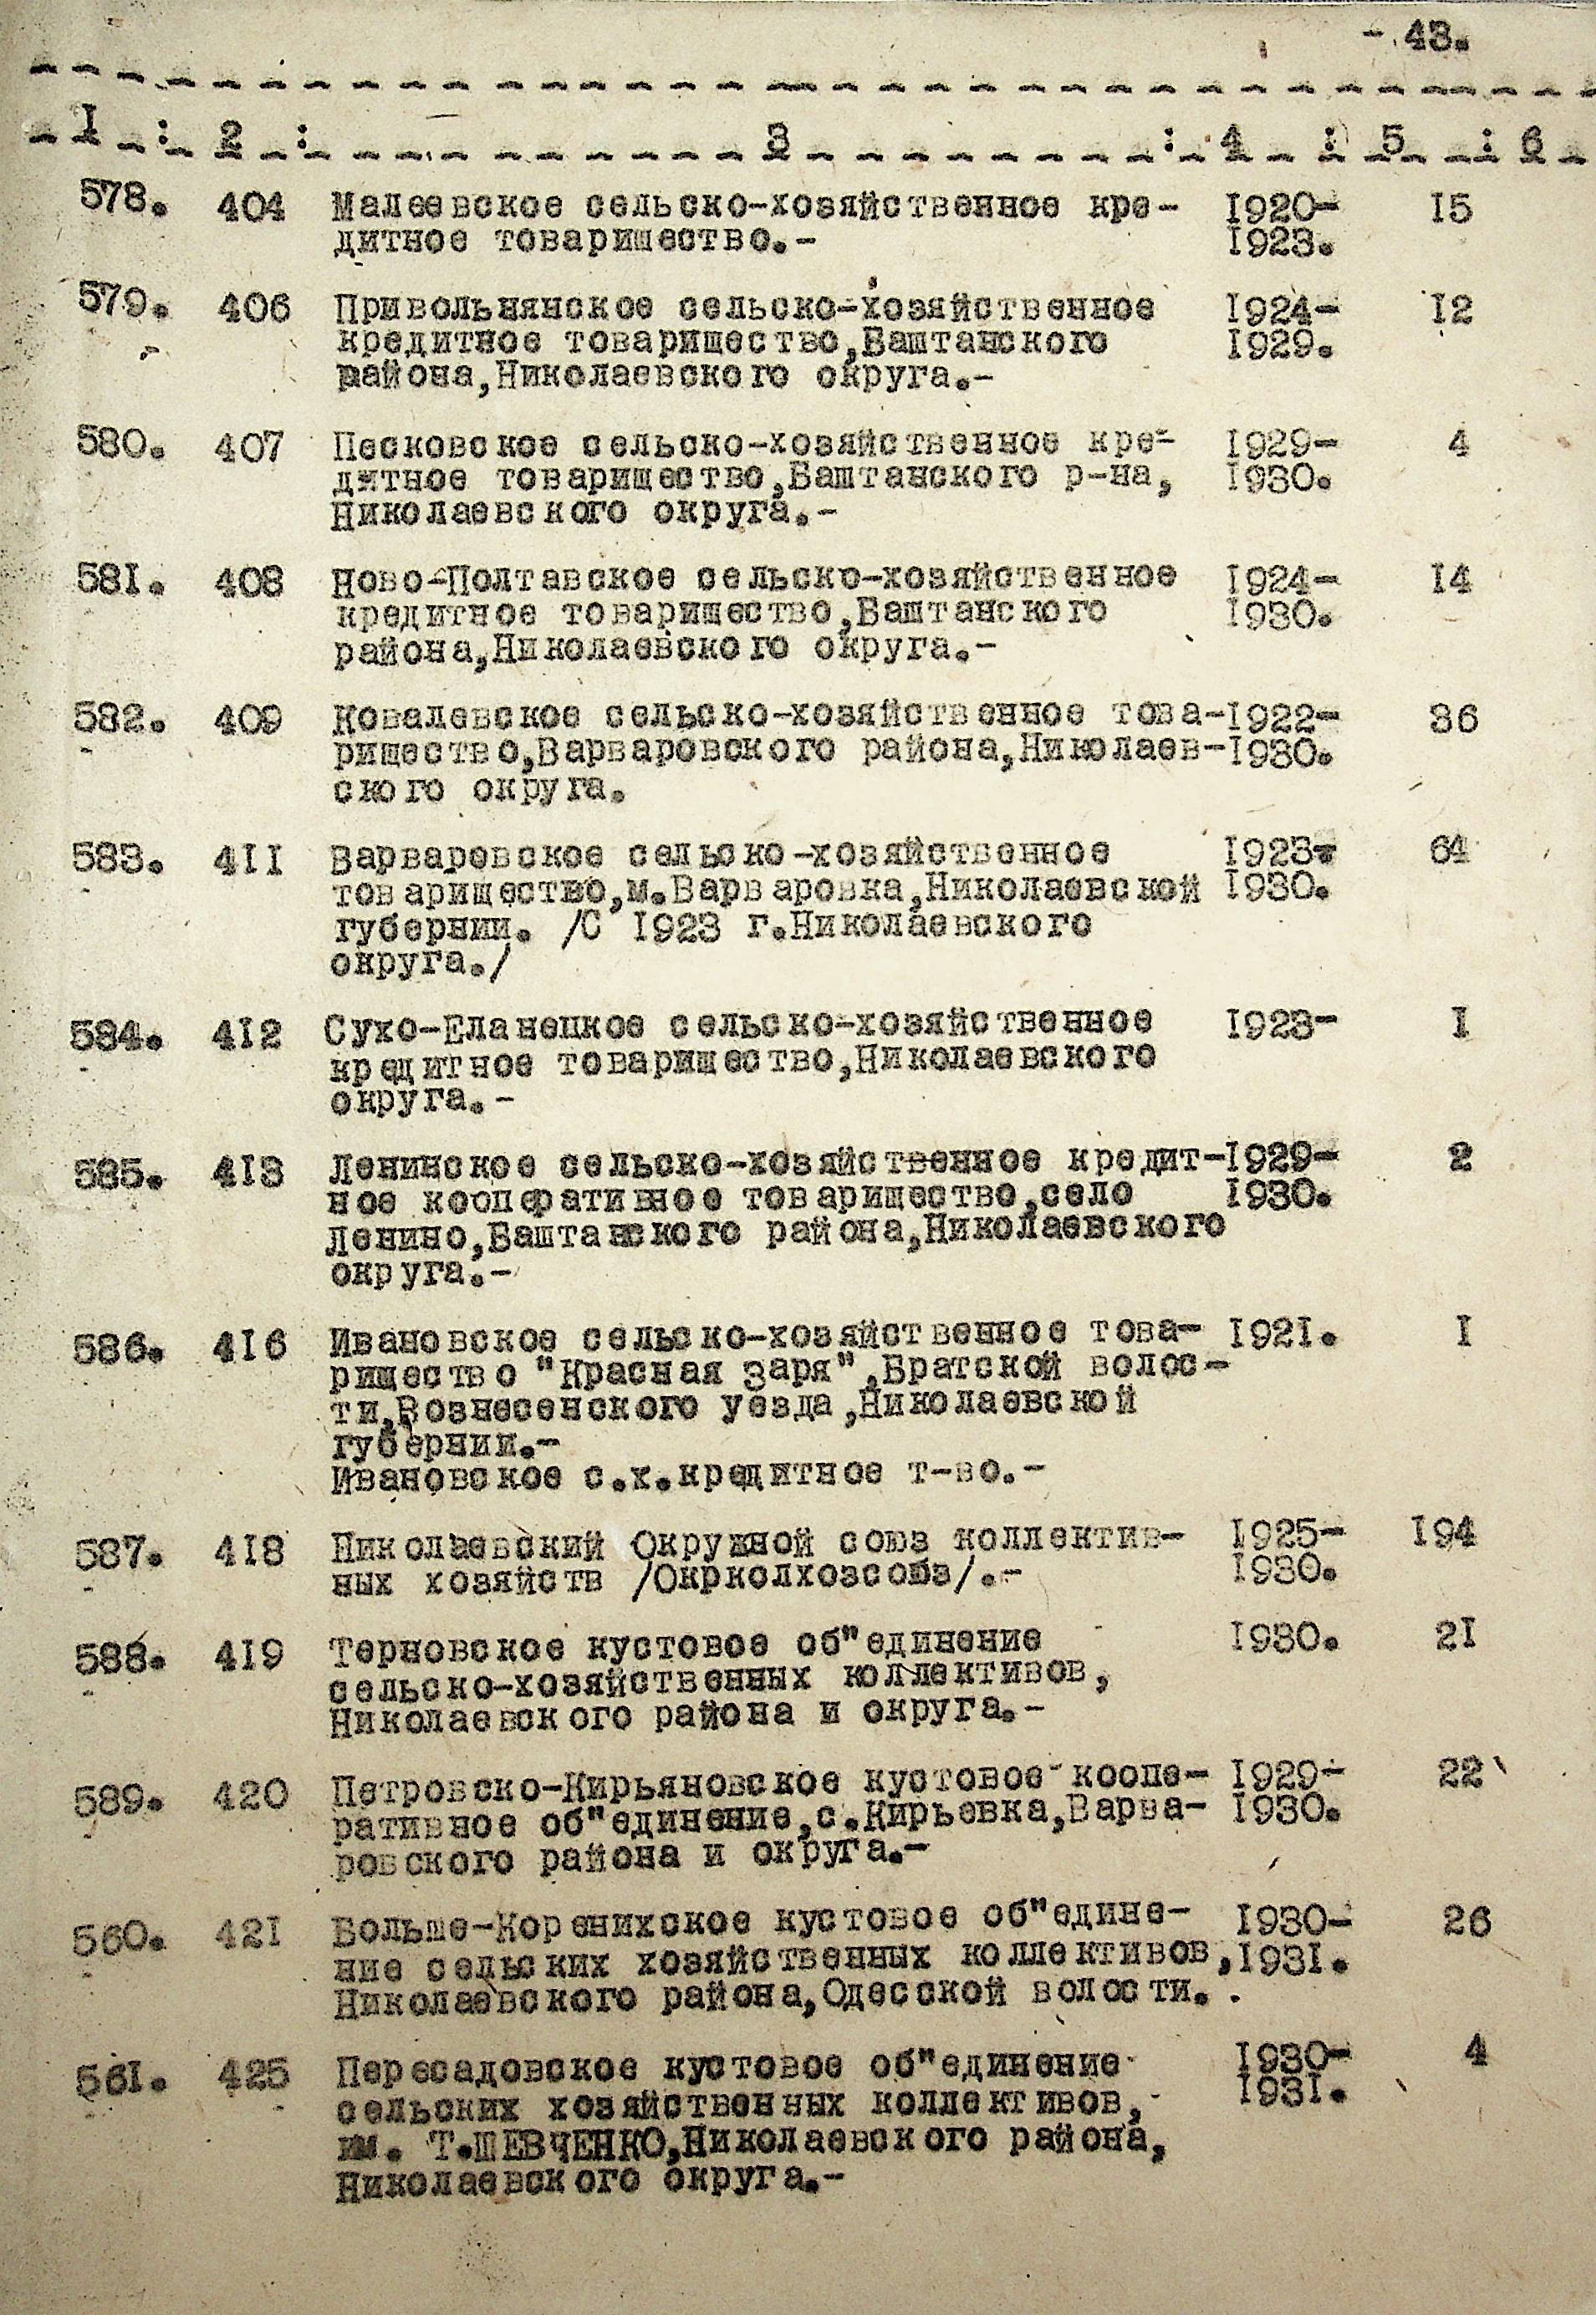 - 43.
1 : 2 : 3 : 4 : 5 : 6
578. 404 Малеевское сельско-хозяйственное кре- 1920- 15
дитное товарищество.- 1923.
579. 406 Привольнянское сельско-хозяйственное 1924- 12
кредитное товарищество,Баштанского 1929.
района,Николаевского округа.-
580. 407 Песковское сельско-хозяйственное кре- 1929- 4
дитное товарищество,Баштанского р-на, 1930.
Николаевского округа.-
581. 408 Ново-Полтавское сельско-хозяйственное 1924- 14
кредитное товарищество,Баштанского 1930.
района,Николаевского округа.-
582. 409 Ковалевское сельско-хозяйственное това- 1922- 36
рищество,Варваровского района,Николаев- 1930.
ского округа.
583. 411 Варваровское сельско-хозяйственное 1923- 64
товарищество,м.Варваровка,Николаевской 1930.
губернии. /С 1923 г.Николаевского
округа./
584. 412 Сухо-Еланецкое сельско-хозяйственное 1923- 1
кредитное товарищество,Николаевского
округа.-
585. 413 Ленинское сельско-хозяйственное кредит- 1929- 2
ное кооперативное товарищество,село 1930.
Ленино,Баштанского района,Николаевского
округа.-
586. 416 Ивановское сельско-хозяйственное това- 1921. 1
рищество "Красная заря",Братской волос-
ти,Вознесенского уезда,Николаевской
губернии.-
Ивановское с.х.кредитное т-во.-
587. 418 Николаевский Окружной союз коллектив- 1925- 194
ных хозяйств /Окрколхозсоюз/.- 1930.
588. 419 Терновское кустовое об"единение 1930. 21
сельско-хозяйственных коллективов,
Николаевского района и округа.-
589. 420 Петровско-Кирьяновское кустовое коопе- 1929- 22
ративное об"единение,с.Кирьевка,Варва- 1930.
ровского района и округа.-
560. 421 Больше-Коренихское кустовое об"едине- 1930- 26
ние сельских хозяйственных коллективов, 1931.
Николаевского района,Одесской волости.
561. 425 Пересадовское кустовое об"единение 1930- 4
сельских хозяйственных коллективов, 1931.
им. Т.ШЕВЧЕНКО,Николаевского района,
Николаевского округа.-